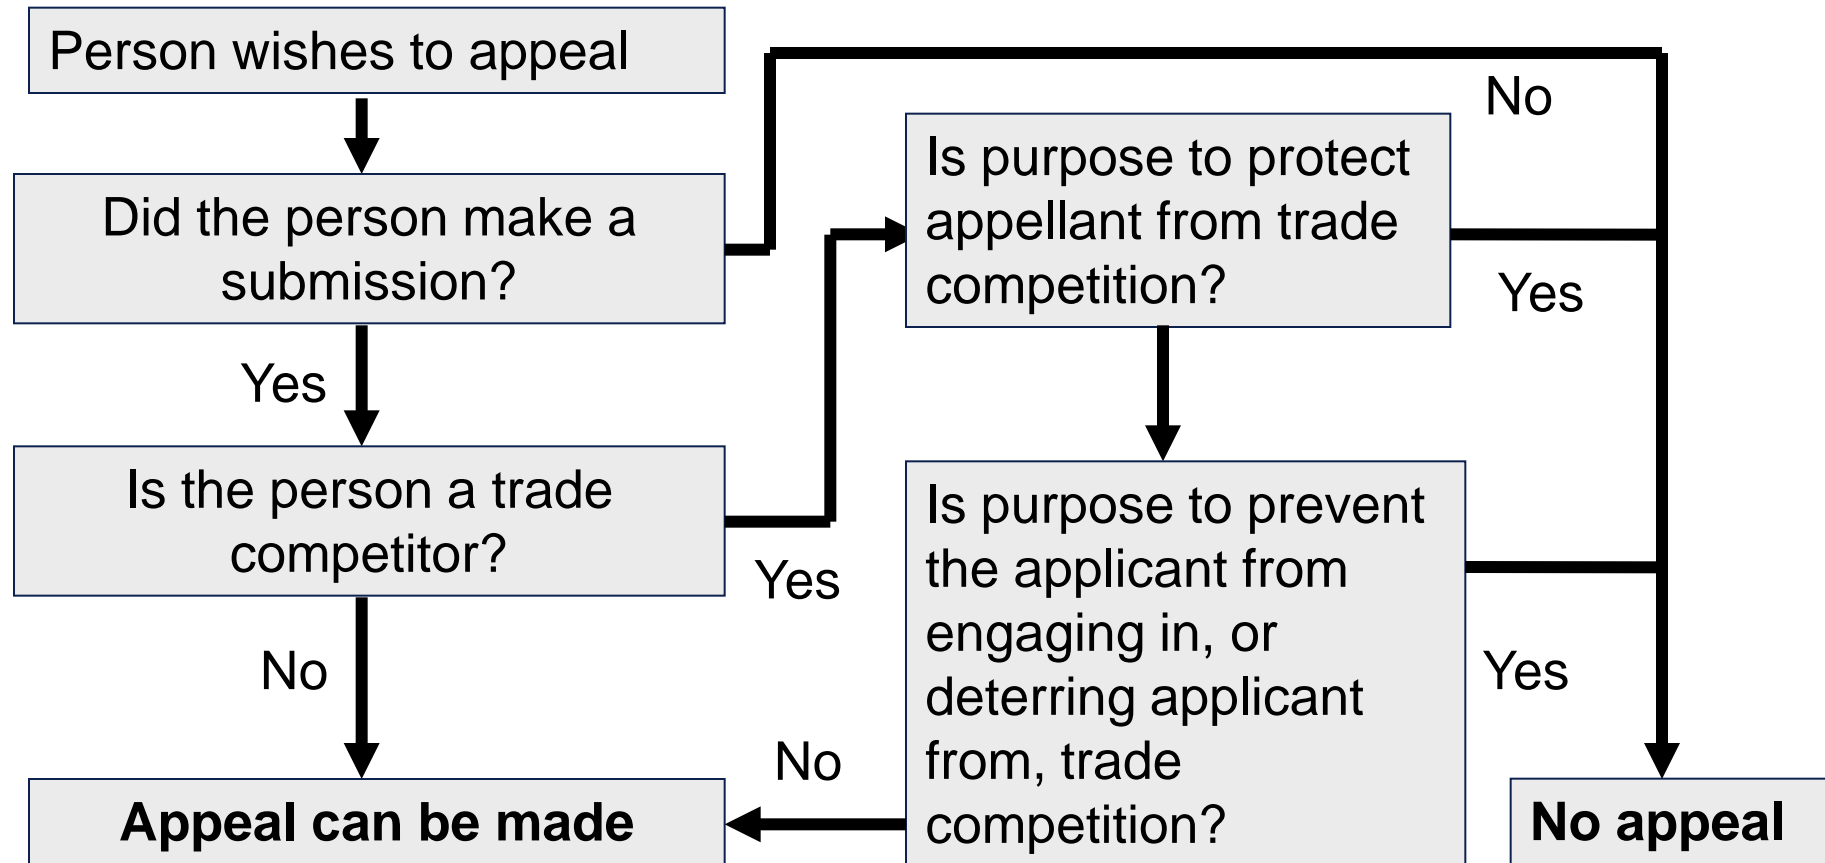 Person wishes to appeal
Did the person make a
submission?
No
Yes
Is the person a trade
competitor?
Yes
No
Is purpose to protect
appellant from trade
competition?
Yes
Is purpose to prevent
the applicant from
engaging in, or
deterring applicant
from, trade
competition?
Yes
No
Appeal can be made
No appeal